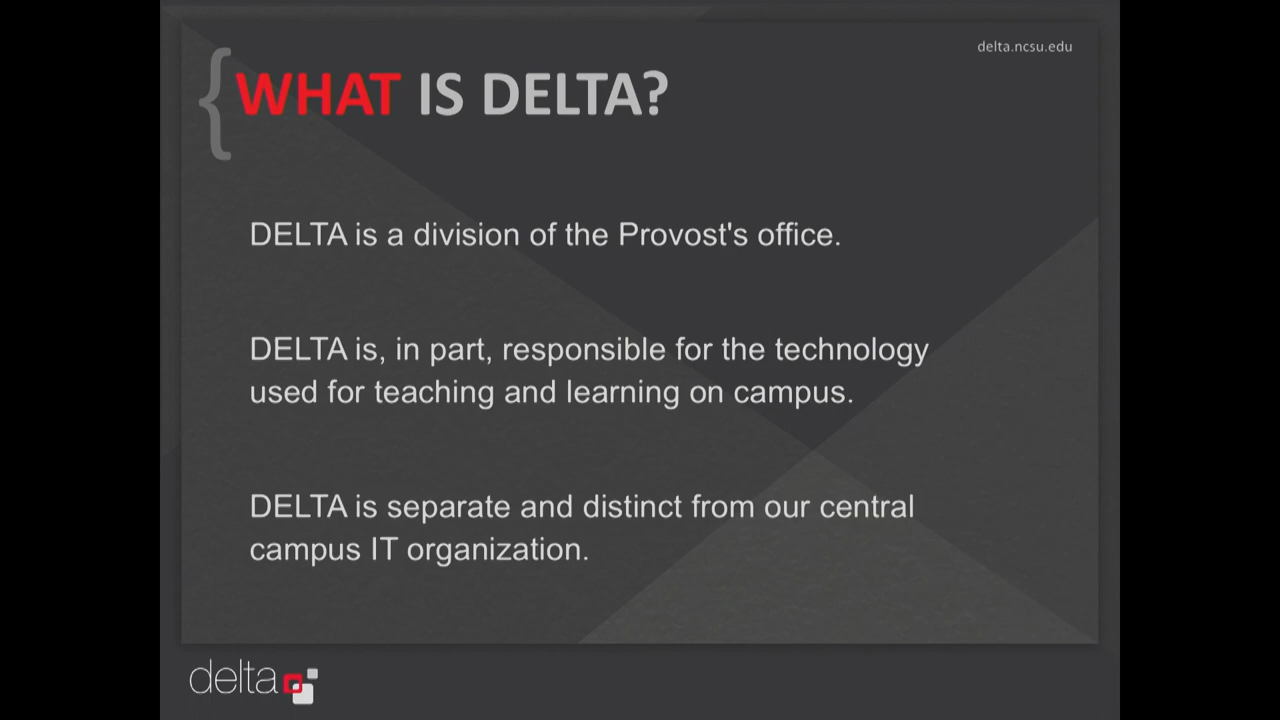 delta.ncsu.edu
{WHAT IS DELTA?
DELTA is a division of the Provost's office.
DELTA is, in part, responsible for the technology
used for teaching and learning on campus.
DELTA is separate and distinct from our central
campus IT organization.
delta